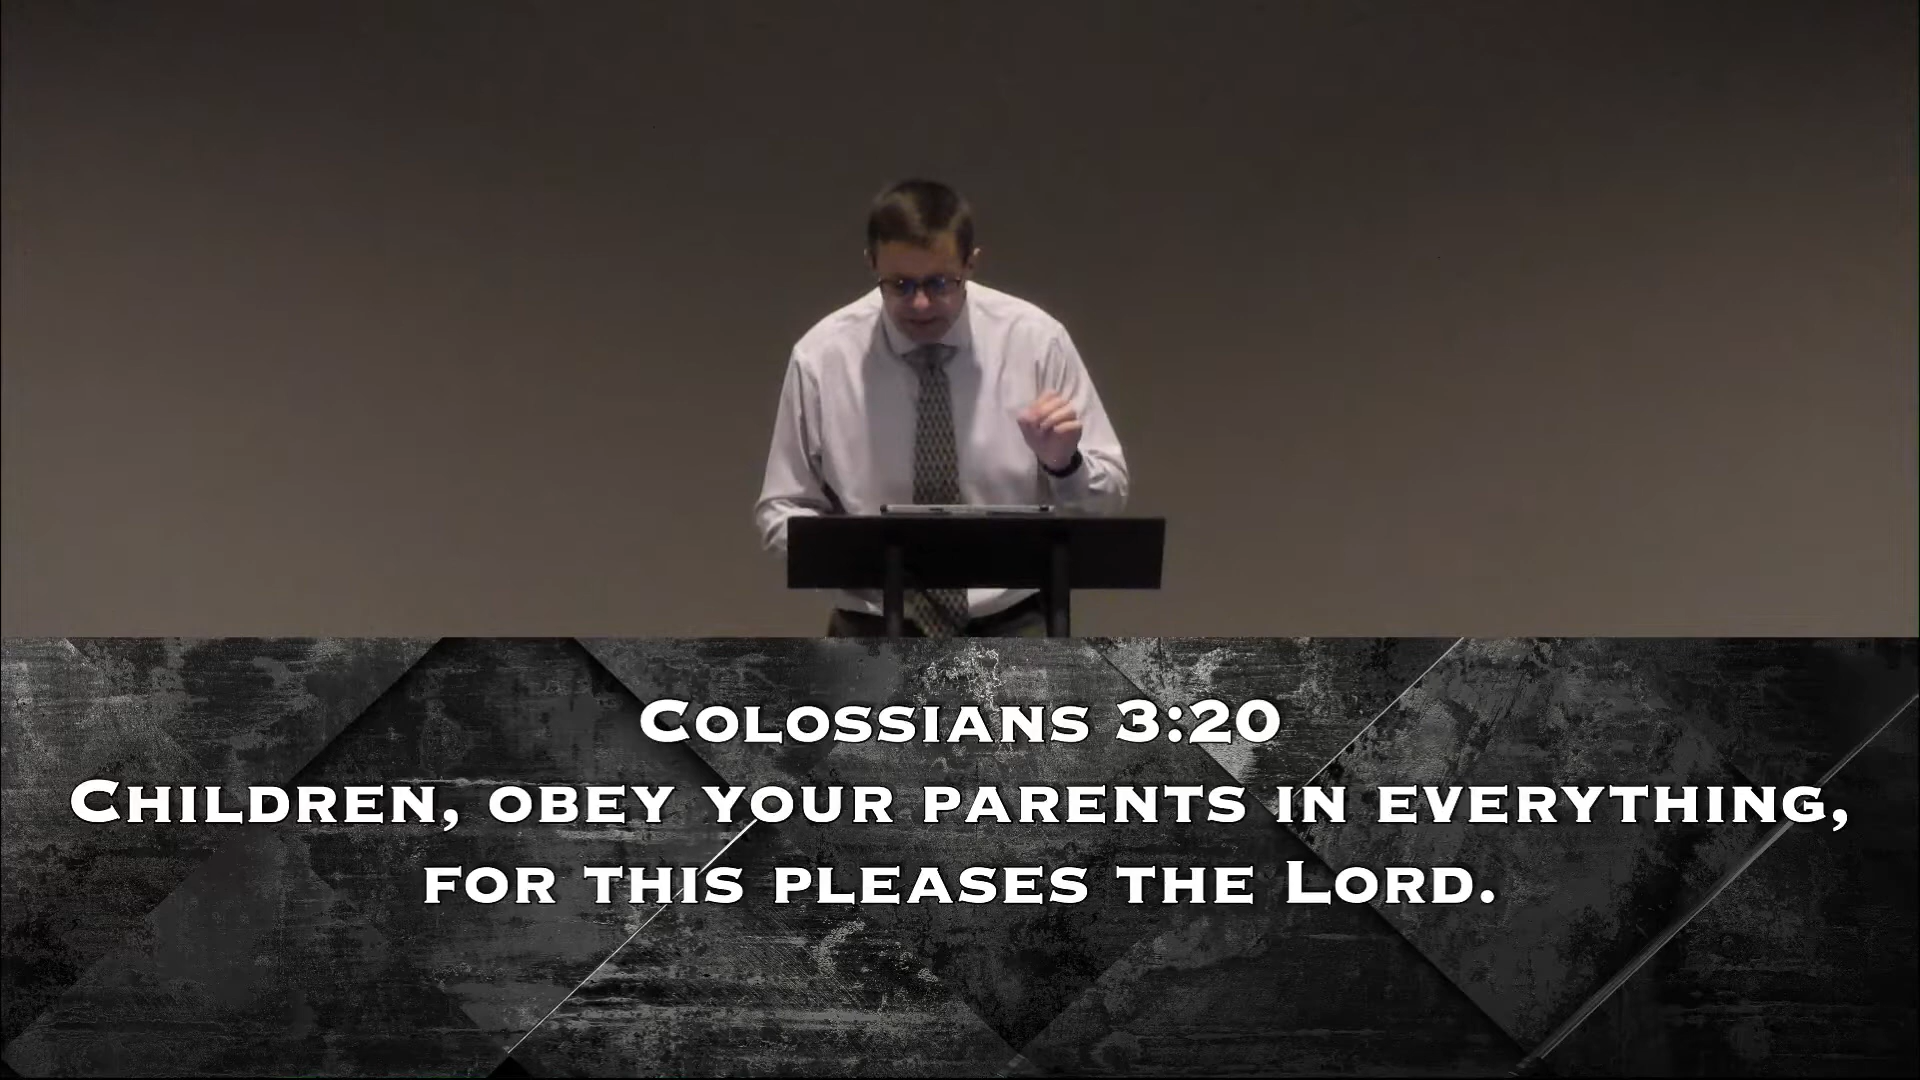 Colossians 3:20
Children, obey your parents in everything,
for this pleases the Lord.